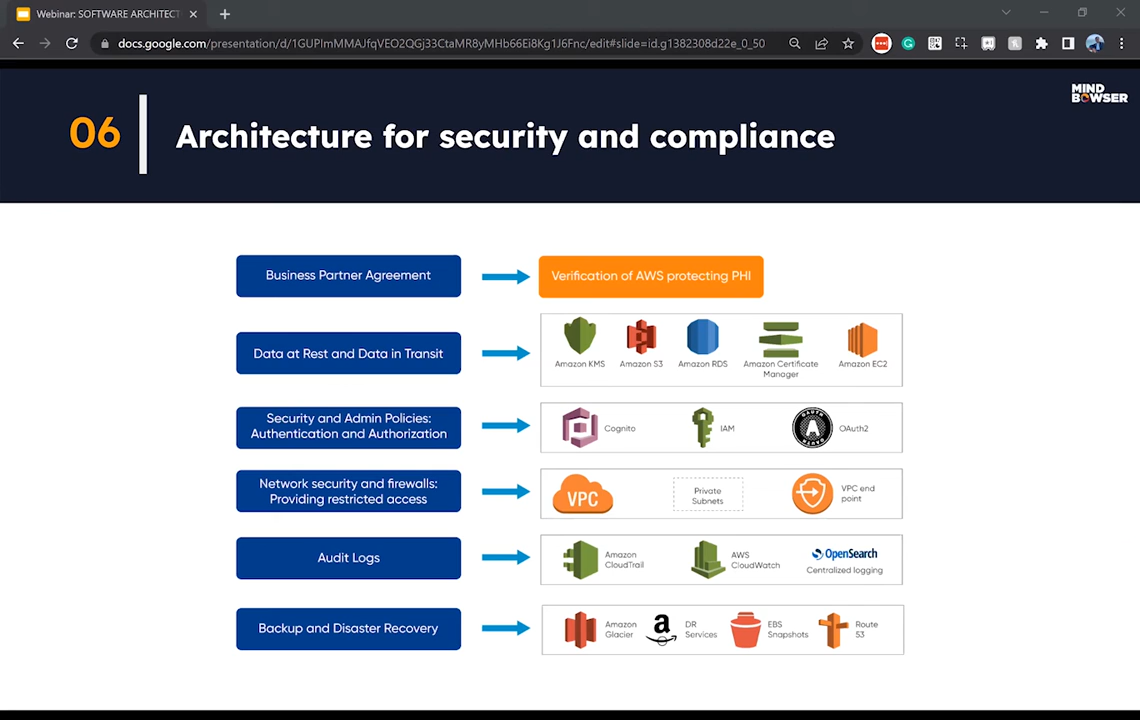 Webinar: SOFTWARE ARCHITECT
docs.google.com/presentation/d/1GUPlmMMAJfqVEO2QGj33CtaMR8yMHb66Ei8Kg1J6Fnc/edit#slide=id.g1382308d22e_0_50
MIND
BOWSER
06
Architecture for security and compliance
Business Partner Agreement
Verification of AWS protecting PHI
Data at Rest and Data in Transit
Amazon KMS
Amazon S3
Amazon RDS
Amazon Certificate
Manager
Amazon EC2
Security and Admin Policies:
Authentication and Authorization
Cognito
IAM
OAUTH
OAuth2
Network security and firewalls:
Providing restricted access
VPC
Private
Subnets
VPC end
point
Audit Logs
Amazon
CloudTrail
AWS
CloudWatch
OpenSearch
Centralized logging
Backup and Disaster Recovery
Amazon
Glacier
a
DR
Services
EBS
Snapshots
Route
53